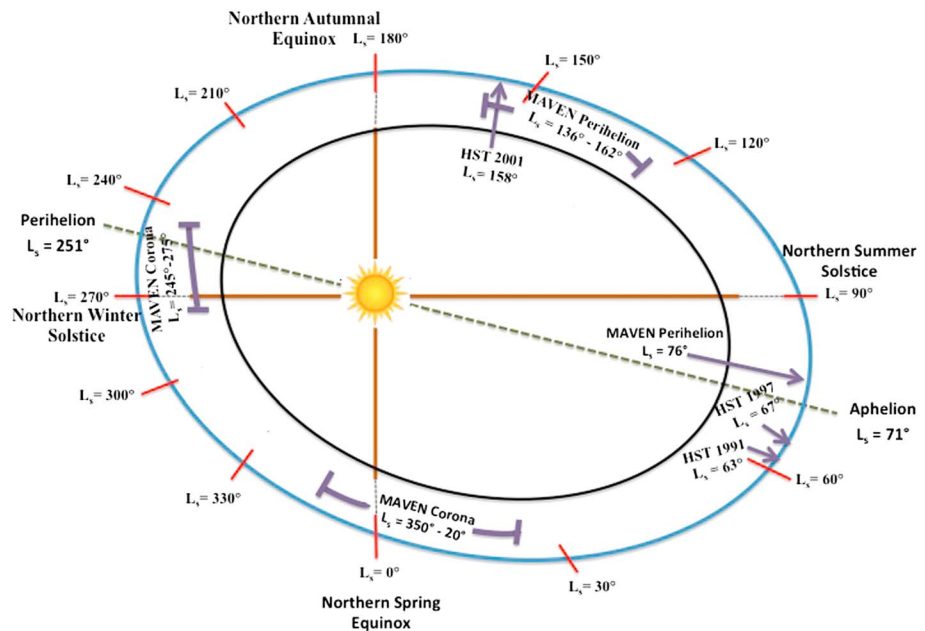 Northern Autumnal
Equinox
Lₛ= 180°
Lₛ= 150°
Lₛ= 210°
MAVEN Perihelion
Lₛ = 136° - 162°
Lₛ= 120°
HST 2001
Lₛ= 158°
Lₛ= 240°
Perihelion
Lₛ = 251°
MAVEN Corona
Lₛ = 245°-275°
Northern Summer
Solstice
Lₛ= 90°
Lₛ= 270°
Northern Winter
Solstice
MAVEN Perihelion
Lₛ = 76°
HST 1997
Lₛ = 67°
Aphelion
Lₛ = 71°
HST 1991
Lₛ = 63°
Lₛ= 60°
Lₛ= 300°
Lₛ= 330°
MAVEN Corona
Lₛ = 350° - 20°
Lₛ= 0°
Lₛ= 30°
Northern Spring
Equinox